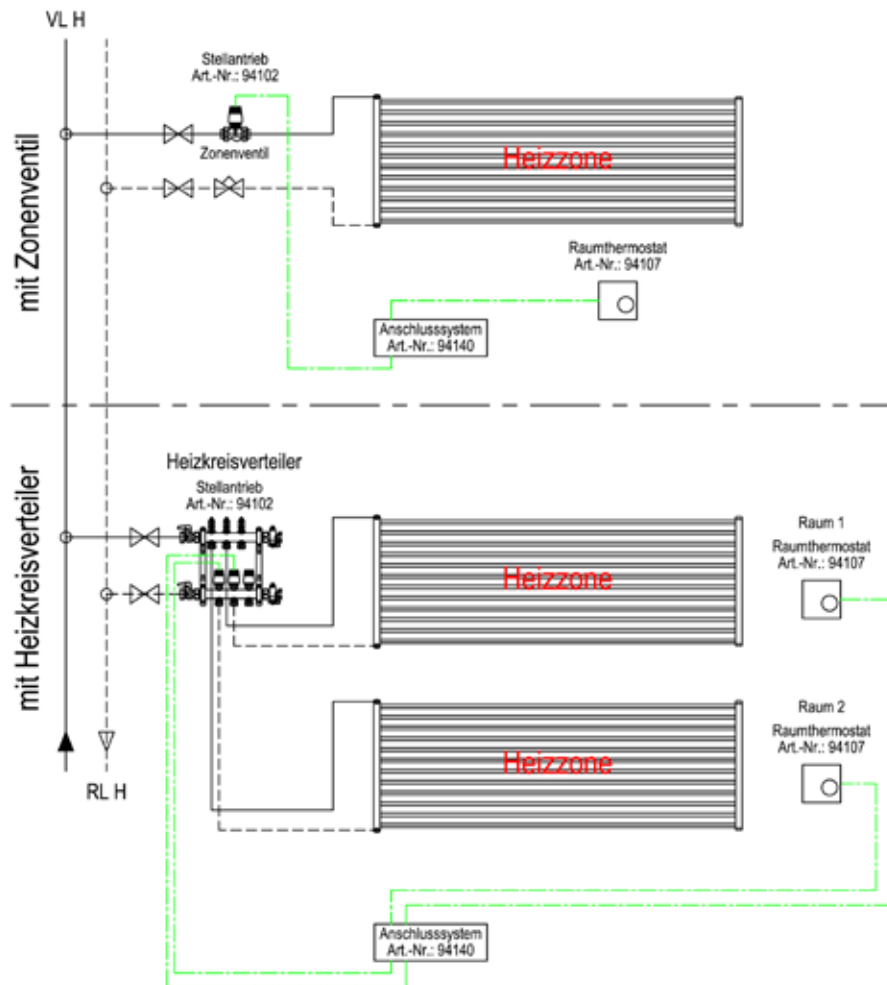 VL H
Stellantrieb
Art.-Nr.: 94102
Zonenventil
Heizzone
mit Zonenventil
Raumthermostat
Art.-Nr.: 94107
Anschlusssystem
Art.-Nr.: 94140
mit Heizkreisverteiler
Heizkreisverteiler
Stellantrieb
Art.-Nr.: 94102
Heizzone
Raum 1
Raumthermostat
Art.-Nr.: 94107
Heizzone
Raum 2
Raumthermostat
Art.-Nr.: 94107
RL H
Anschlusssystem
Art.-Nr.: 94140